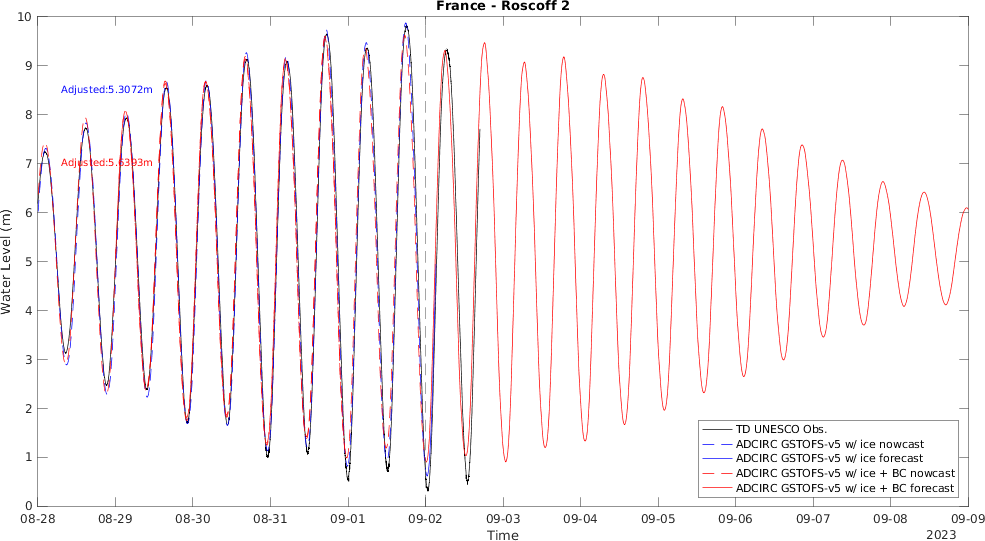 France - Roscoff 2
10
9
8
7
6
5
4
3
2
1
0
Water Level (m)
Adjusted:5.3072m
Adjusted:5.6393m
TD UNESCO Obs.
ADCIRC GSTOFS-v5 w/ ice nowcast
ADCIRC GSTOFS-v5 w/ ice forecast
ADCIRC GSTOFS-v5 w/ ice + BC nowcast
ADCIRC GSTOFS-v5 w/ ice + BC forecast
08-28 08-29 08-30 08-31 09-01 09-02 09-03 09-04 09-05 09-06 09-07 09-08 09-09
Time
2023